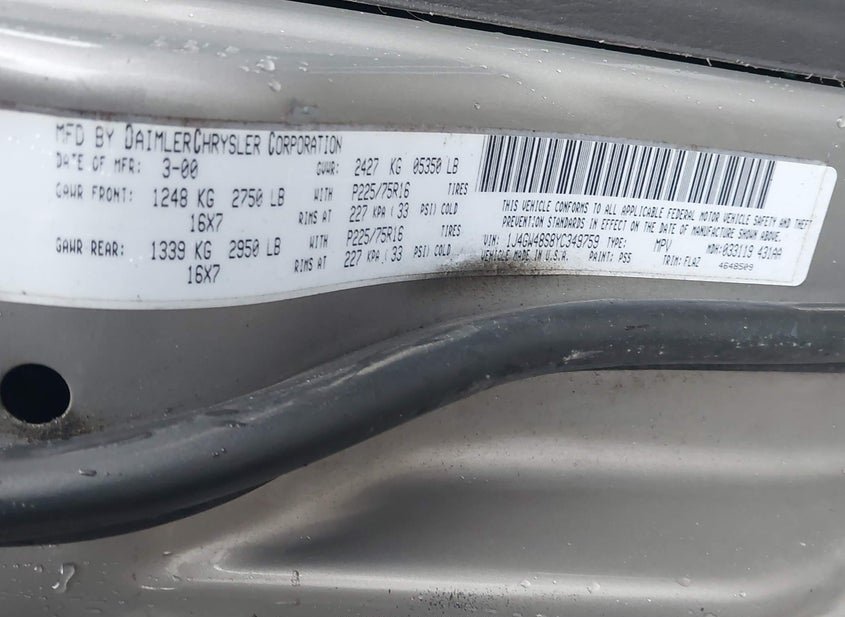 MFD BY DAIMLERCHRYSLER CORPORATION
DATE OF MFR: 3-00 GVWR: 2427 KG 05350 LB
GAWR FRONT: 1248 KG 2750 LB WITH P225/75R16 TIRES
16X7 RIMS AT 227 KPA ( 33 PSI) COLD
GAWR REAR: 1339 KG 2950 LB WITH P225/75R16 TIRES
16X7 RIMS AT 227 KPA ( 33 PSI) COLD
THIS VEHICLE CONFORMS TO ALL APPLICABLE FEDERAL MOTOR VEHICLE SAFETY AND THEFT
PREVENTION STANDARDS IN EFFECT ON THE DATE OF MANUFACTURE SHOWN ABOVE.
VIN: 1J4GW48S8YC349759 TYPE: MPV MDH: 033119 431AA
VEHICLE MADE IN U.S.A. PAINT: PS5 TRIM: FLAZ 4648509